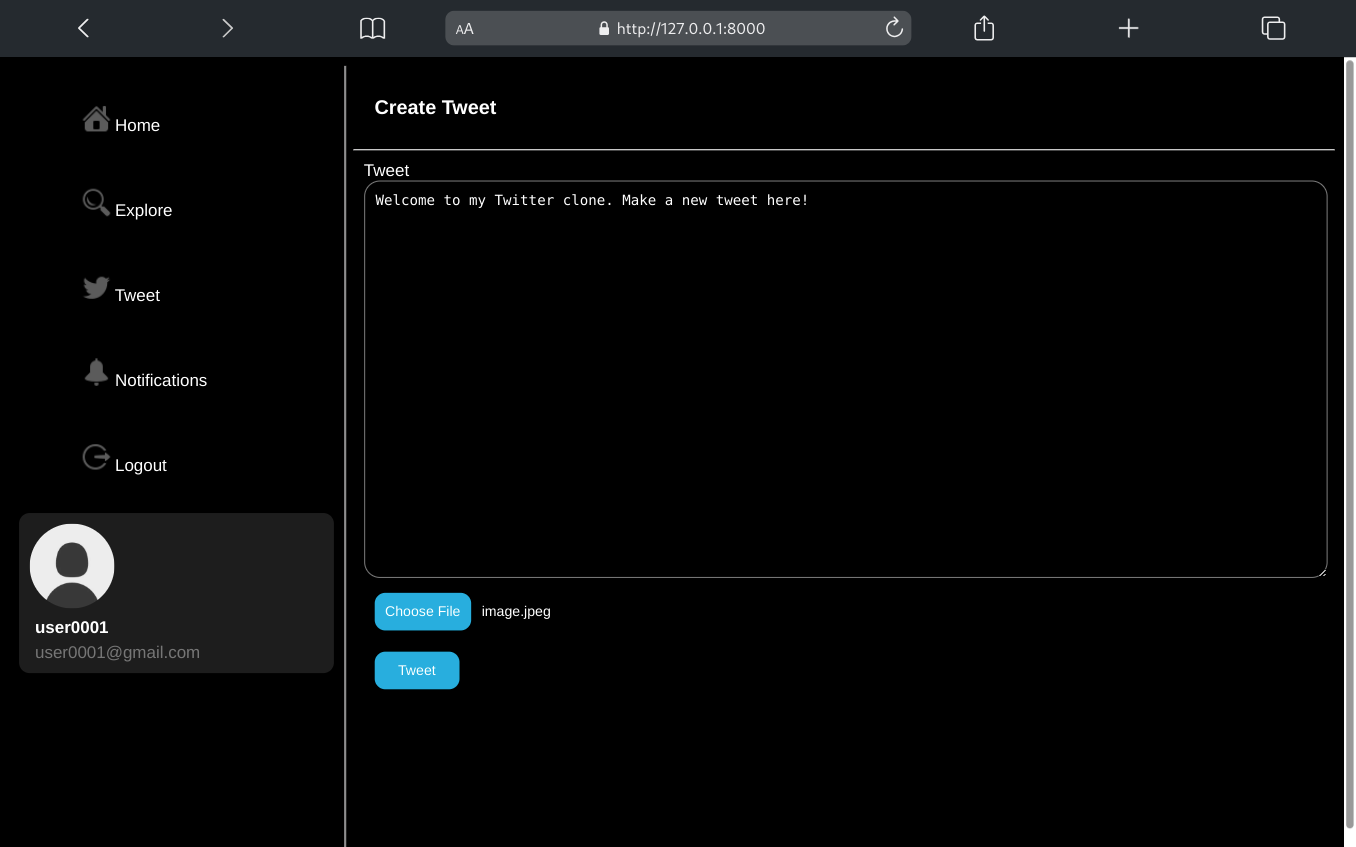 AA
http://127.0.0.1:8000
Home
Explore
Tweet
Notifications
Logout
user0001
user0001@gmail.com
Create Tweet
Tweet
Welcome to my Twitter clone. Make a new tweet here!
Choose File image.jpeg
Tweet